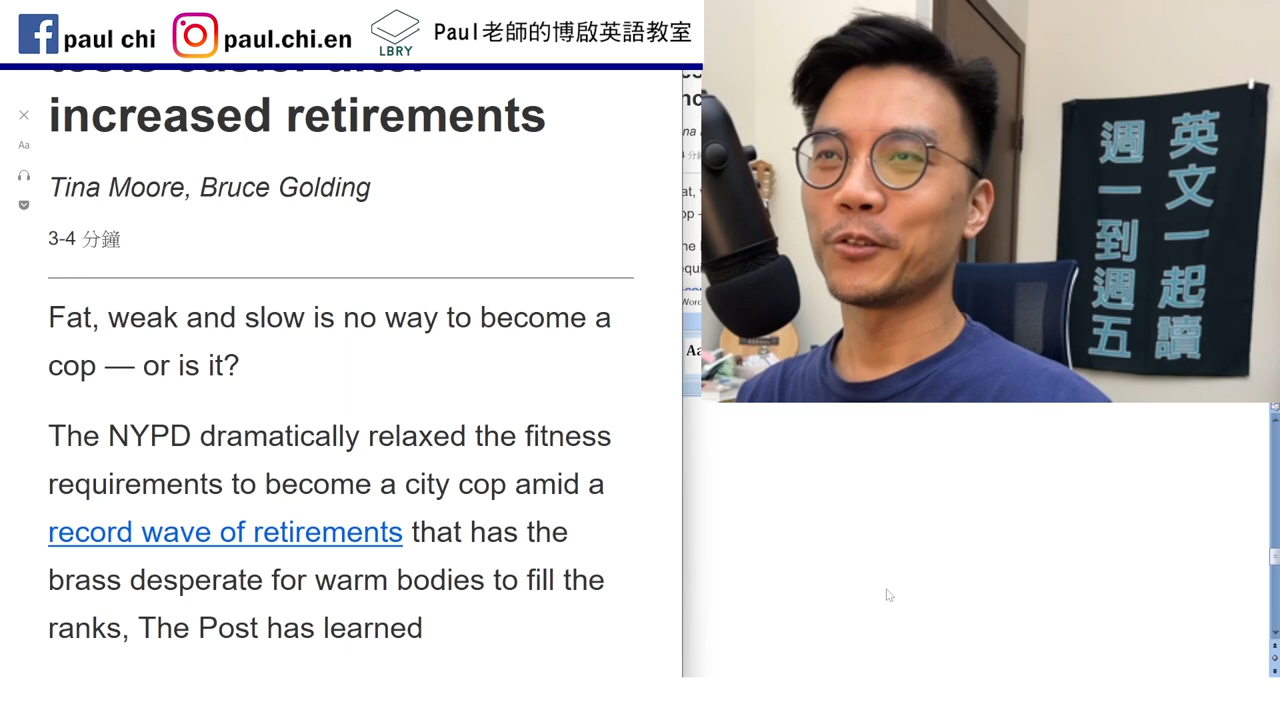 paul chi
paul.chi.en
LBRY
Paul老師的博啟英語教室
increased retirements
Tina Moore, Bruce Golding
3-4 分鐘
Aa
Fat, weak and slow is no way to become a
cop — or is it?
The NYPD dramatically relaxed the fitness
requirements to become a city cop amid a
record wave of retirements that has the
brass desperate for warm bodies to fill the
ranks, The Post has learned
英文一起讀
週一到週五